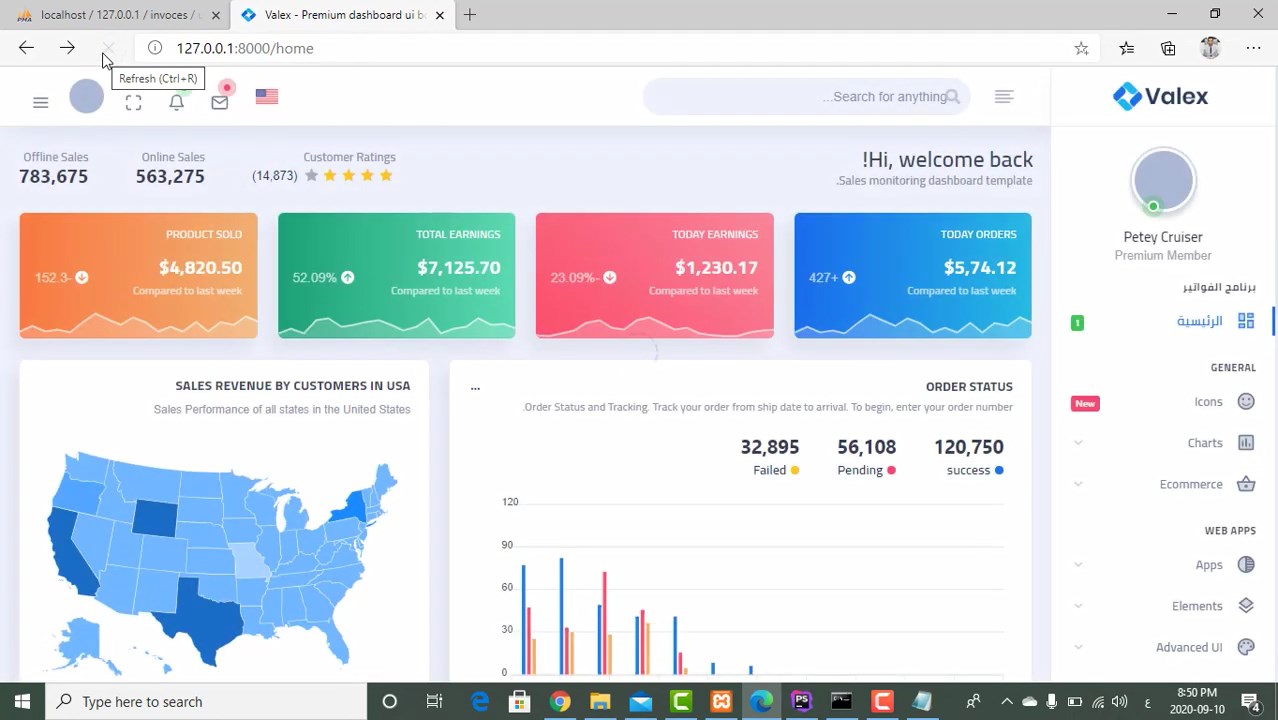 localhost / 127.0.0.1 / invoces / u
Valex - Premium dashboard ui b
127.0.0.1:8000/home
Refresh (Ctrl+R)
...Search for anything
Valex
Offline Sales
783,675
Online Sales
563,275
Customer Ratings
(14,873)
!Hi, welcome back
.Sales monitoring dashboard template
Petey Cruiser
Premium Member
PRODUCT SOLD
$4,820.50
Compared to last week
152.3-
TOTAL EARNINGS
$7,125.70
Compared to last week
52.09%
TODAY EARNINGS
$1,230.17
Compared to last week
23.09%-
TODAY ORDERS
$5,74.12
Compared to last week
427+
برنامج الفواتير
الرئيسية
1
GENERAL
Icons
New
Charts
Ecommerce
WEB APPS
Apps
Elements
Advanced UI
SALES REVENUE BY CUSTOMERS IN USA
Sales Performance of all states in the United States
ORDER STATUS
...
.Order Status and Tracking. Track your order from ship date to arrival. To begin, enter your order number
32,895
Failed
56,108
Pending
120,750
success
120
90
60
30
0
Type here to search
PS
ع
8:50 PM
2020-09-10
4